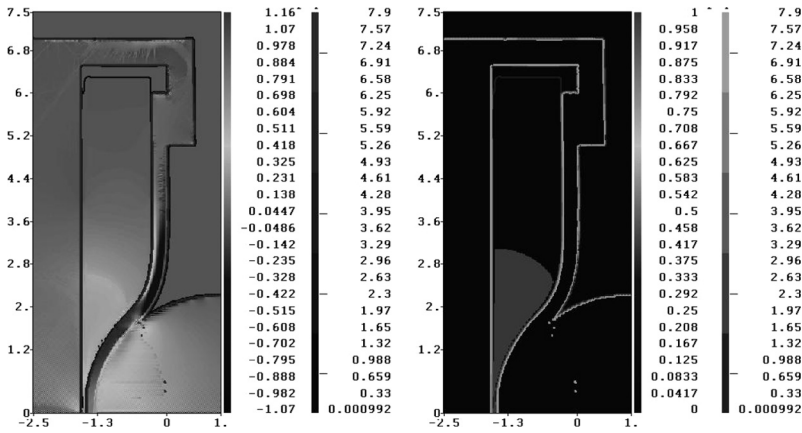 7.5 1.16 7.9 7.5 1 7.9
1.07 7.57 0.958 7.57
6.8 0.978 7.24 6.8 0.917 7.24
0.884 6.91 0.875 6.91
0.791 6.58 0.833 6.58
6. 0.698 6.25 6. 0.792 6.25
0.604 5.92 0.75 5.92
0.511 5.59 0.708 5.59
5.2 0.418 5.26 5.2 0.667 5.26
0.325 4.93 0.625 4.93
0.231 4.61 0.583 4.61
4.4 0.138 4.28 4.4 0.542 4.28
0.0447 3.95 0.5 3.95
3.6 -0.0486 3.62 3.6 0.458 3.62
-0.142 3.29 0.417 3.29
-0.235 2.96 0.375 2.96
2.8 -0.328 2.63 2.8 0.333 2.63
-0.422 2.3 0.292 2.3
2. -0.515 1.97 2. 0.25 1.97
-0.608 1.65 0.208 1.65
-0.702 1.32 0.167 1.32
1.2 -0.795 0.988 1.2 0.125 0.988
-0.888 0.659 0.0833 0.659
-0.982 0.33 0.0417 0.33
0 -1.07 0.000992 0 0 0.000992
-2.5 -1.3 0 1. -2.5 -1.3 0 1.